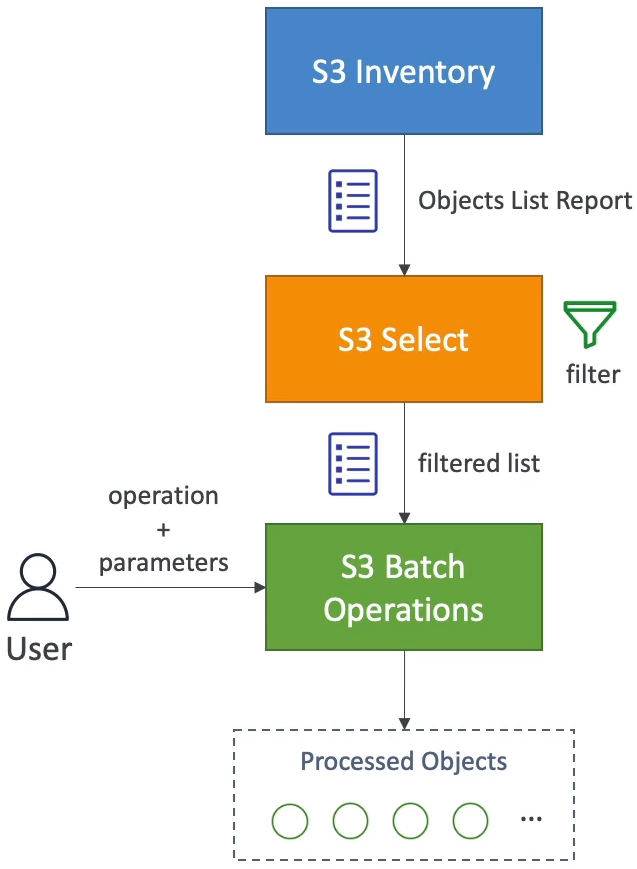 S3 Inventory
Objects List Report
S3 Select
filter
filtered list
operation
+
parameters
User
S3 Batch
Operations
Processed Objects
...